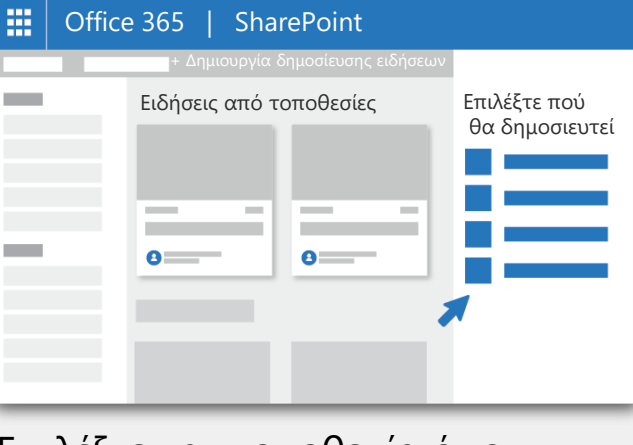 Office 365 | SharePoint
+ Δημιουργία δημοσίευσης ειδήσεων
Ειδήσεις από τοποθεσίες
Επιλέξτε πού
θα δημοσιευτεί